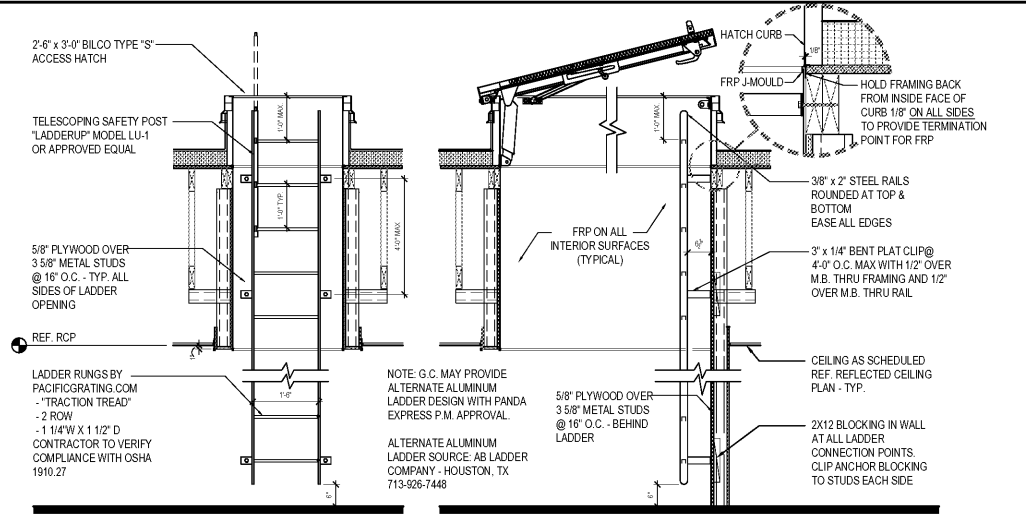 2'-6" x 3'-0" BILCO TYPE "S"
ACCESS HATCH
TELESCOPING SAFETY POST
"LADDERUP" MODEL LU-1
OR APPROVED EQUAL
5/8" PLYWOOD OVER
3 5/8" METAL STUDS
@ 16" O.C. - TYP. ALL
SIDES OF LADDER
OPENING
REF. RCP
1"
LADDER RUNGS BY
PACIFICGRATING.COM
- "TRACTION TREAD"
- 2 ROW
- 1 1/4"W X 1 1/2" D
CONTRACTOR TO VERIFY
COMPLIANCE WITH OSHA
1910.27
1'-0" MAX.
1'-0" TYP.
4'-0" MAX.
1'-6"
6"
NOTE: G.C. MAY PROVIDE
ALTERNATE ALUMINUM
LADDER DESIGN WITH PANDA
EXPRESS P.M. APPROVAL.
ALTERNATE ALUMINUM
LADDER SOURCE: AB LADDER
COMPANY - HOUSTON, TX
713-926-7448
FRP ON ALL
INTERIOR SURFACES
(TYPICAL)
1'-0" MAX.
5/8" PLYWOOD OVER
3 5/8" METAL STUDS
@ 16" O.C. - BEHIND
LADDER
6"
HATCH CURB
1/8"
FRP J-MOULD
HOLD FRAMING BACK
FROM INSIDE FACE OF
CURB 1/8" ON ALL SIDES
TO PROVIDE TERMINATION
POINT FOR FRP
3/8" x 2" STEEL RAILS
ROUNDED AT TOP &
BOTTOM
EASE ALL EDGES
3" x 1/4" BENT PLAT CLIP@
4'-0" O.C. MAX WITH 1/2" OVER
M.B. THRU FRAMING AND 1/2"
OVER M.B. THRU RAIL
CEILING AS SCHEDULED
REF. REFLECTED CEILING
PLAN - TYP.
2X12 BLOCKING IN WALL
AT ALL LADDER
CONNECTION POINTS.
CLIP ANCHOR BLOCKING
TO STUDS EACH SIDE